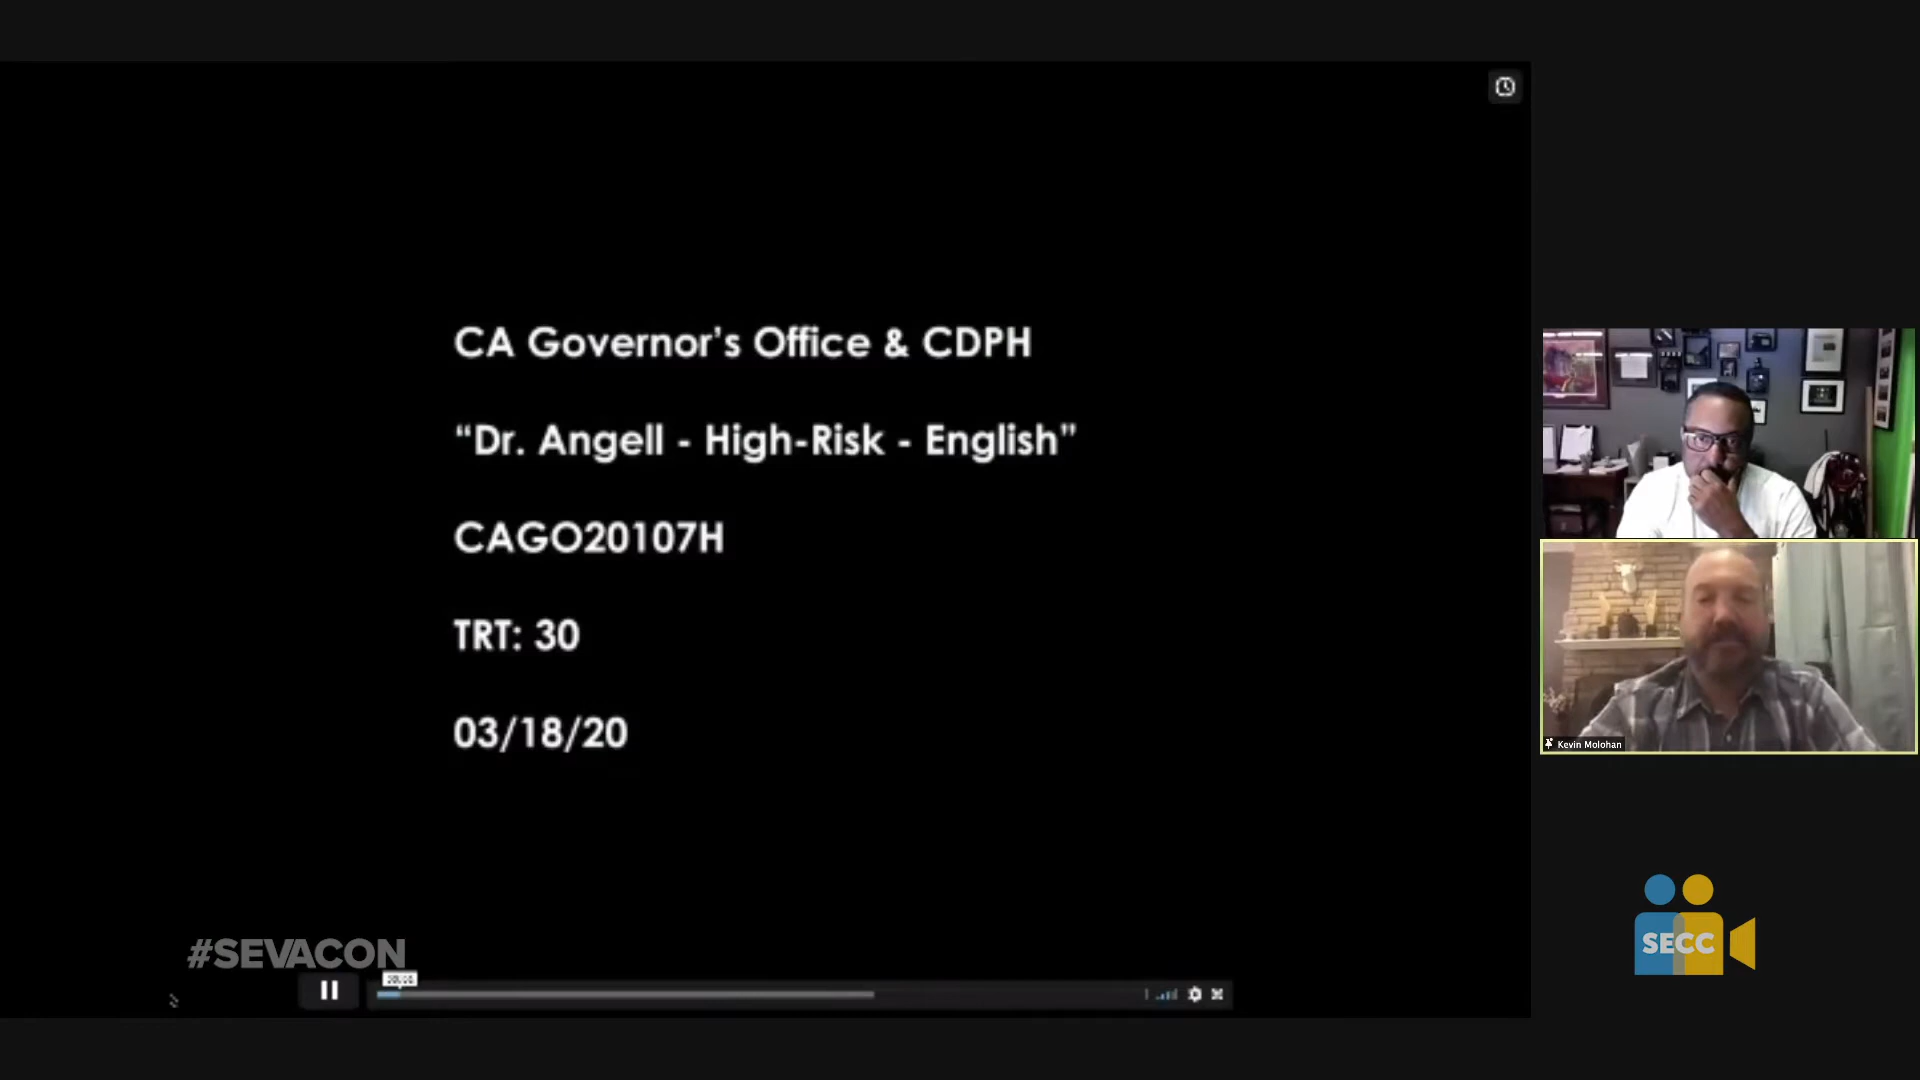 CA Governor's Office & CDPH
“Dr. Angell - High-Risk - English”
CAGO20107H
TRT: 30
03/18/20
#SEVACON
Kevin Molohan
SECC